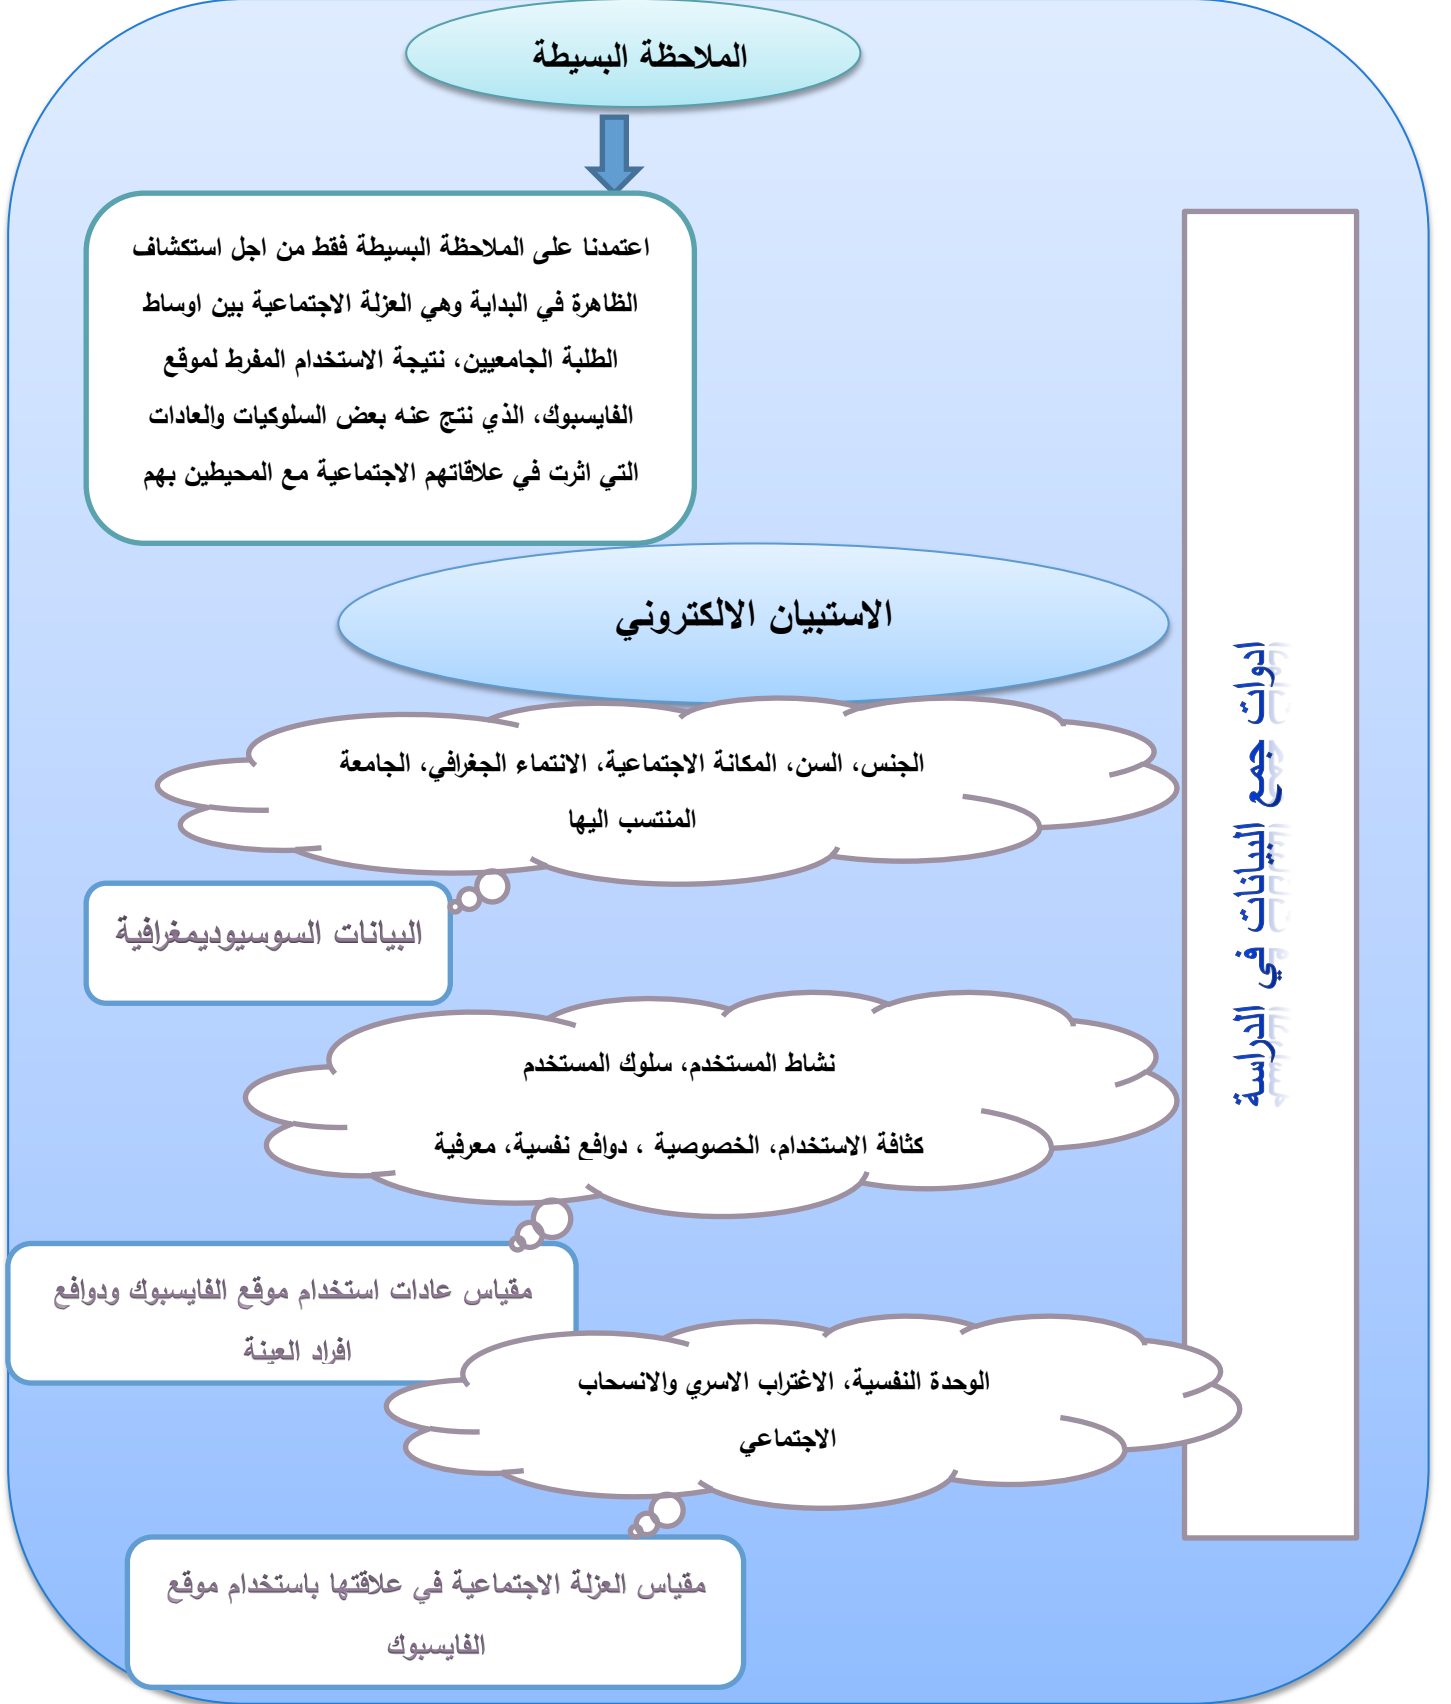 الملاحظة البسيطة
اعتمدنا على الملاحظة البسيطة فقط من اجل استكشاف
الظاهرة في البداية وهي العزلة الاجتماعية بين اوساط
الطلبة الجامعيين، نتيجة الاستخدام المفرط لموقع
الفايسبوك، الذي نتج عنه بعض السلوكيات والعادات
التي اثرت في علاقاتهم الاجتماعية مع المحيطين بهم
ادوات جمع البيانات في الدراسة
الاستبيان الالكتروني
الجنس، السن، المكانة الاجتماعية، الانتماء الجغرافي، الجامعة
المنتسب اليها
البيانات السوسيوديمغرافية
نشاط المستخدم، سلوك المستخدم
كثافة الاستخدام، الخصوصية ، دوافع نفسية، معرفية
مقياس عادات استخدام موقع الفايسبوك ودوافع
افراد العينة
الوحدة النفسية، الاغتراب الاسري والانسحاب
الاجتماعي
مقياس العزلة الاجتماعية في علاقتها باستخدام موقع
الفايسبوك